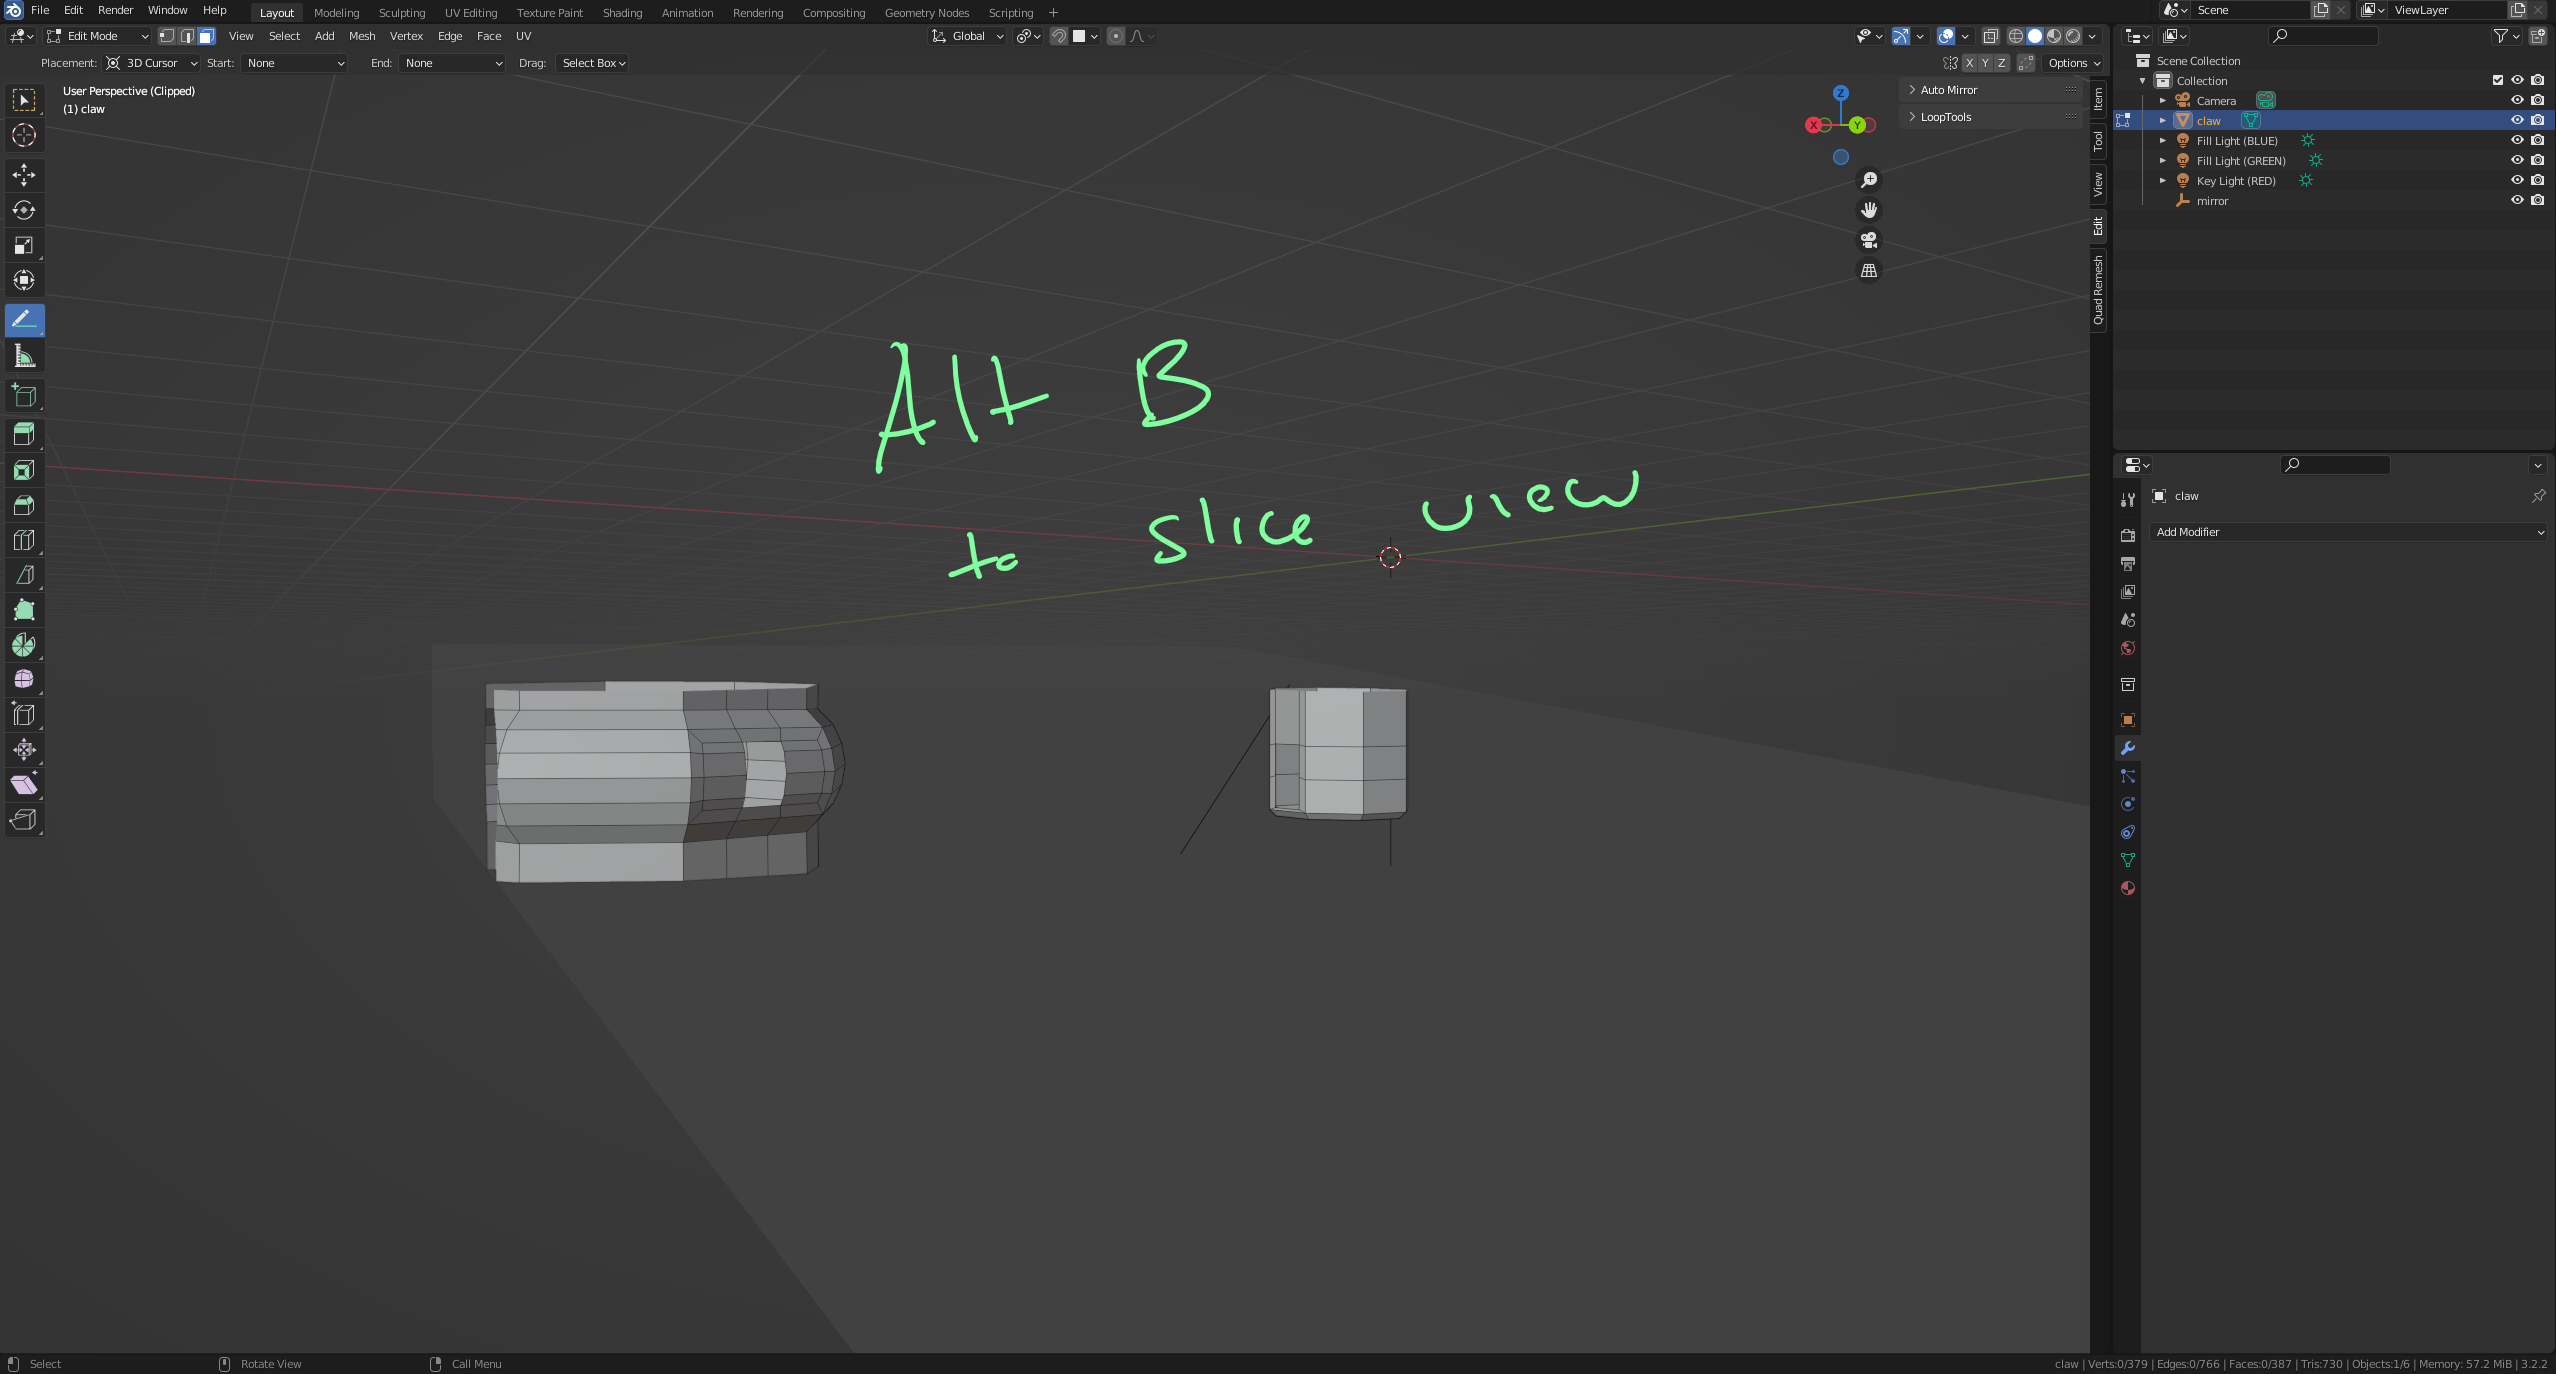 File Edit Render Window Help Layout Modeling Sculpting UV Editing Texture Paint Shading Animation Rendering Compositing Geometry Nodes Scripting + Scene ViewLayer
Edit Mode View Select Add Mesh Vertex Edge Face UV Global
Placement: 3D Cursor Start: None End: None Drag: Select Box X Y Z Options
User Perspective (Clipped)
(1) claw
Z
X Y
Auto Mirror
LoopTools
Item
Tool
View
Edit
Quad Remesh
Alt B
to slice view
Scene Collection
Collection
Camera
claw
Fill Light (BLUE)
Fill Light (GREEN)
Key Light (RED)
mirror
claw
Add Modifier
Select Rotate View Call Menu
claw | Verts:0/379 | Edges:0/766 | Faces:0/387 | Tris:730 | Objects:1/6 | Memory: 57.2 MiB | 3.2.2